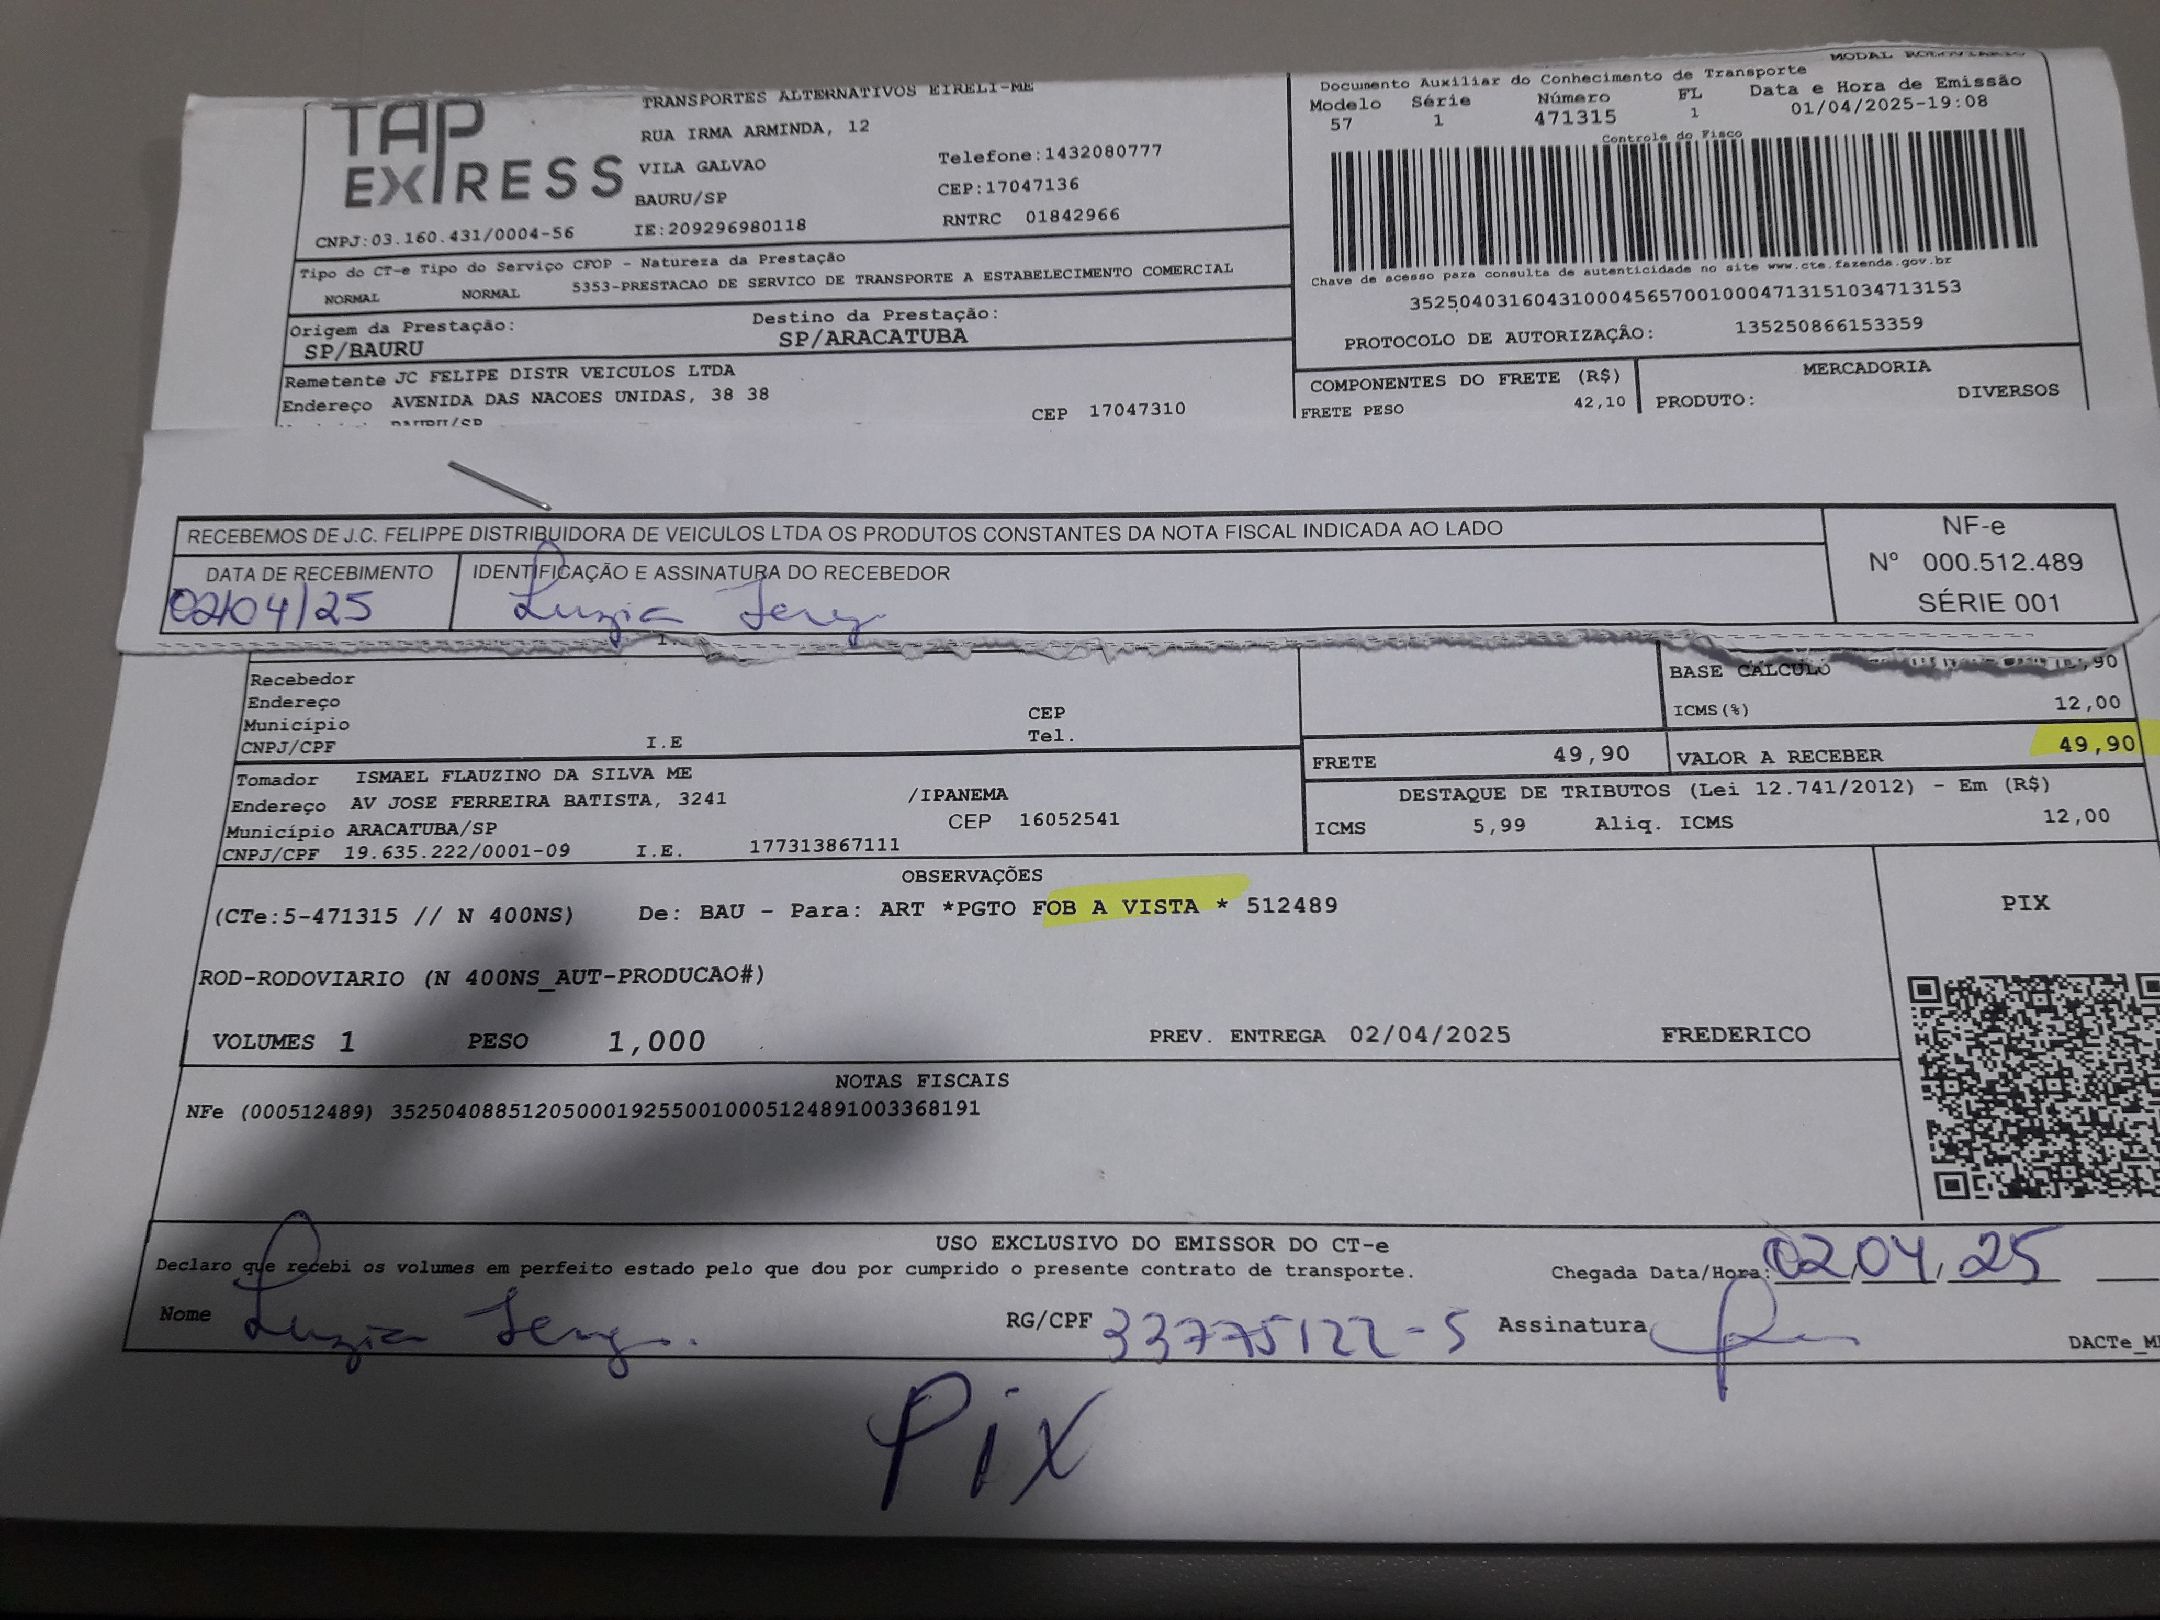 MODAL RODOVIARIO
TAP EXPRESS
TRANSPORTES ALTERNATIVOS EIRELI-ME
RUA IRMA ARMINDA, 12
VILA GALVAO Telefone:1432080777
BAURU/SP CEP:17047136
CNPJ:03.160.431/0004-56 IE:209296980118 RNTRC 01842966
Documento Auxiliar do Conhecimento de Transporte
Modelo Série Número FL Data e Hora de Emissão
57 1 471315 1 01/04/2025-19:08
Controle do Fisco
Chave de acesso para consulta de autenticidade no site www.cte.fazenda.gov.br
35250403160431000456570010004713151034713153
PROTOCOLO DE AUTORIZAÇÃO: 135250866153359
Tipo do CT-e Tipo do Serviço CFOP - Natureza da Prestação
NORMAL NORMAL 5353-PRESTACAO DE SERVICO DE TRANSPORTE A ESTABELECIMENTO COMERCIAL
Origem da Prestação: Destino da Prestação:
SP/BAURU SP/ARACATUBA
Remetente JC FELIPE DISTR VEICULOS LTDA
Endereço AVENIDA DAS NACOES UNIDAS, 38 38 CEP 17047310
BAURU/SP
COMPONENTES DO FRETE (R$) MERCADORIA
FRETE PESO 42,10 PRODUTO: DIVERSOS
RECEBEMOS DE J.C. FELIPPE DISTRIBUIDORA DE VEICULOS LTDA OS PRODUTOS CONSTANTES DA NOTA FISCAL INDICADA AO LADO
DATA DE RECEBIMENTO IDENTIFICAÇÃO E ASSINATURA DO RECEBEDOR
02/04/25 Luzia
NF-e
Nº 000.512.489
SÉRIE 001
Recebedor
Endereço
Município CEP
CNPJ/CPF I.E Tel.
BASE CALCULO ,90
ICMS(%) 12,00
FRETE 49,90 VALOR A RECEBER 49,90
Tomador ISMAEL FLAUZINO DA SILVA ME
Endereço AV JOSE FERREIRA BATISTA, 3241 /IPANEMA
Município ARACATUBA/SP CEP 16052541
CNPJ/CPF 19.635.222/0001-09 I.E. 177313867111
DESTAQUE DE TRIBUTOS (Lei 12.741/2012) - Em (R$)
ICMS 5,99 Aliq. ICMS 12,00
OBSERVAÇÕES
(CTe:5-471315 // N 400NS) De: BAU - Para: ART *PGTO FOB A VISTA * 512489
PIX
ROD-RODOVIARIO (N 400NS_AUT-PRODUCAO#)
VOLUMES 1 PESO 1,000 PREV. ENTREGA 02/04/2025 FREDERICO
NOTAS FISCAIS
NFe (000512489) 35250408851205000192550010005124891003368191
USO EXCLUSIVO DO EMISSOR DO CT-e
Declaro que recebi os volumes em perfeito estado pelo que dou por cumprido o presente contrato de transporte. Chegada Data/Hora: 02/04/25
Nome Luzia RG/CPF 33775122-5 Assinatura
DACTe_M
Pix